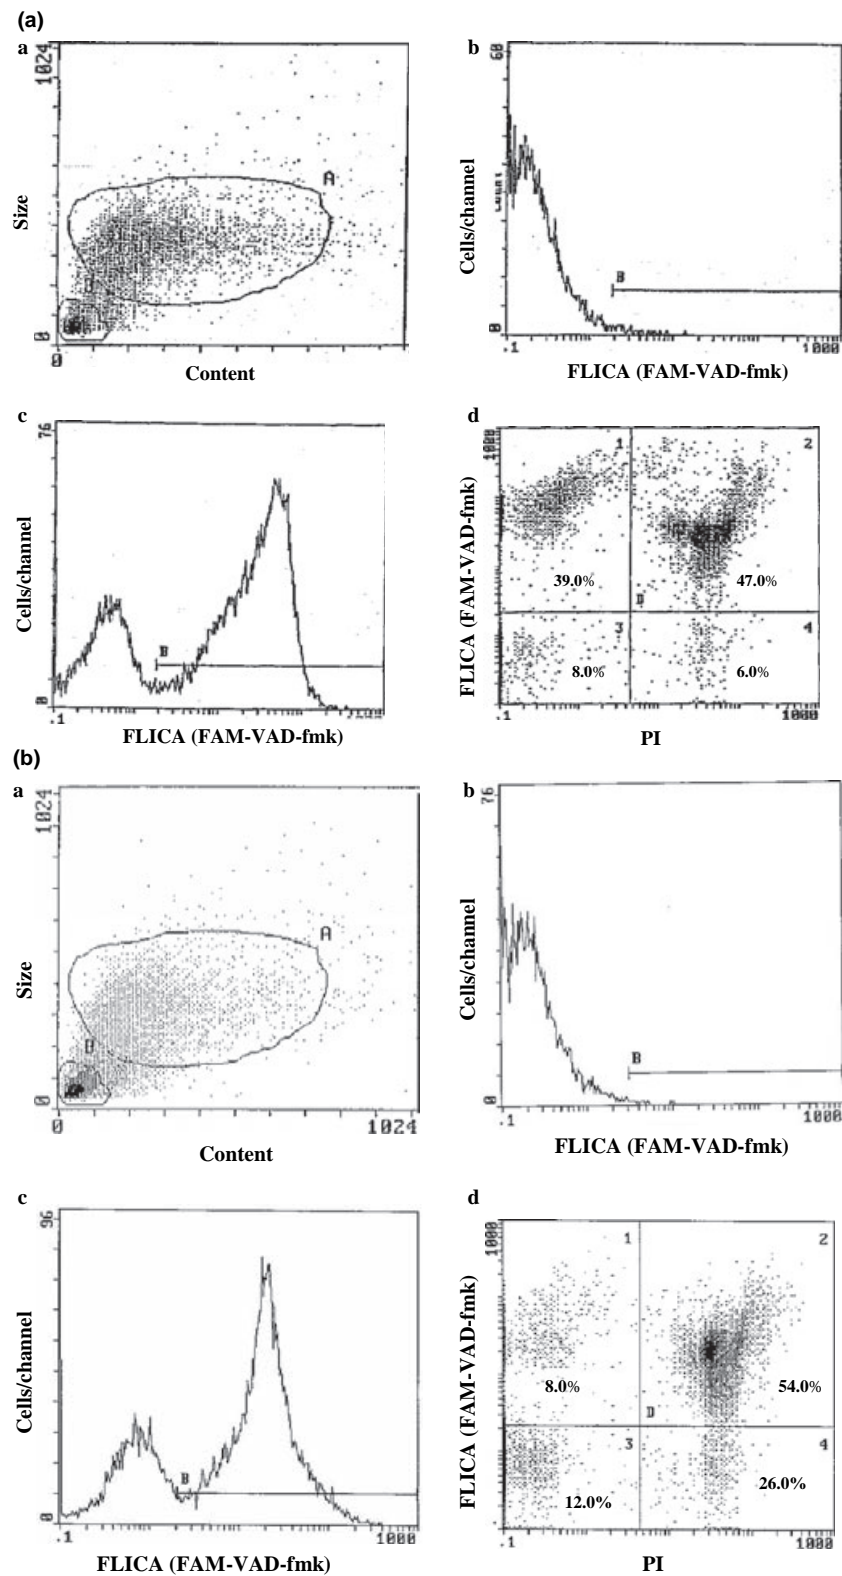 (a)
a
1024
Size
A
B
0
0
Content
b
60
Cells/channel
Count
B
0
.1
1000
FLICA (FAM-VAD-fmk)
c
76
Cells/channel
B
0
.1
FLICA (FAM-VAD-fmk)
d
1000
FLICA (FAM-VAD-fmk)
1
2
39.0%
47.0%
D
3
4
8.0%
6.0%
.1
1000
PI
(b)
a
1024
Size
A
D
0
0
1024
Content
b
76
Cells/channel
B
0
.1
1000
FLICA (FAM-VAD-fmk)
c
96
Cells/channel
B
0
.1
1000
FLICA (FAM-VAD-fmk)
d
1000
FLICA (FAM-VAD-fmk)
1
2
8.0%
54.0%
D
3
4
12.0%
26.0%
.1
1000
PI